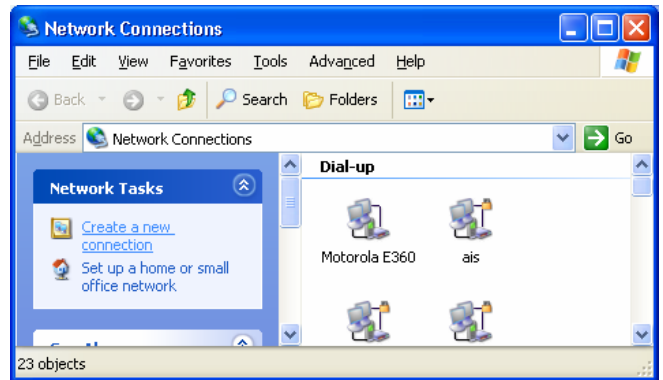 Network Connections
File Edit View Favorites Tools Advanced Help
Back Search Folders
Address Network Connections Go
Network Tasks
Create a new
connection
Set up a home or small
office network
Dial-up
Motorola E360 ais
23 objects